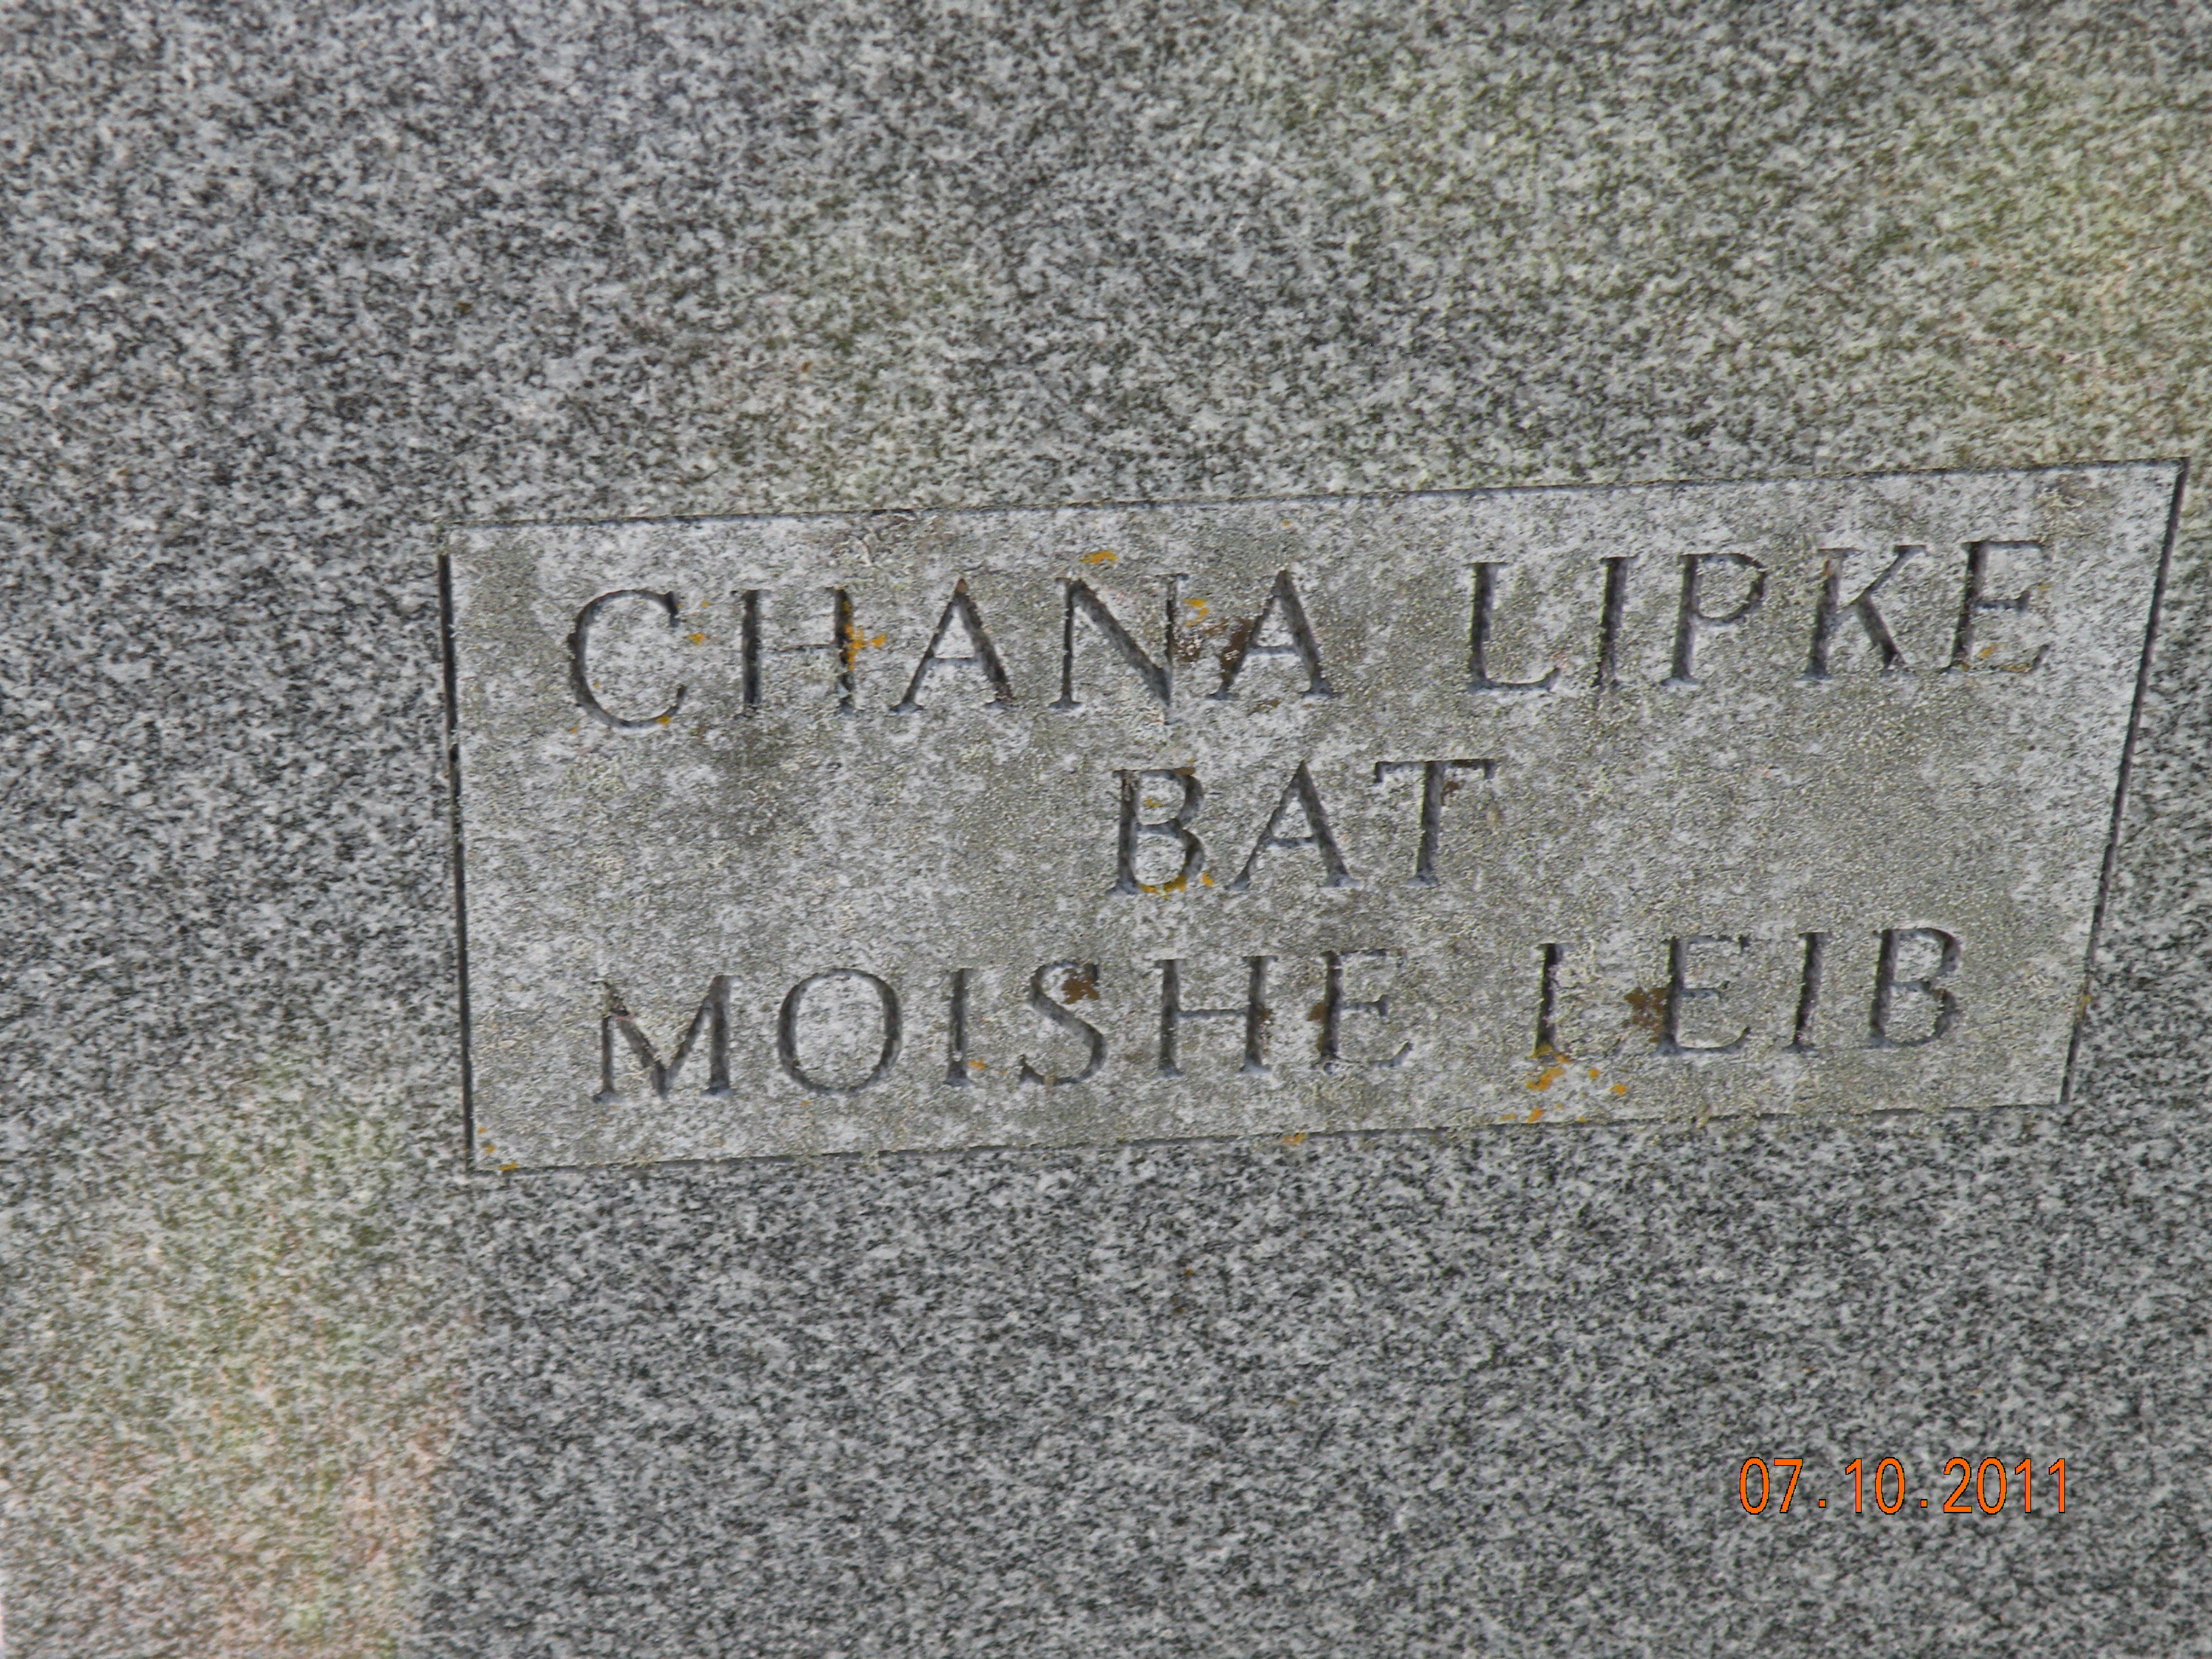 CHANA LIPKE
BAT
MOISHE LEIB
07.10.2011